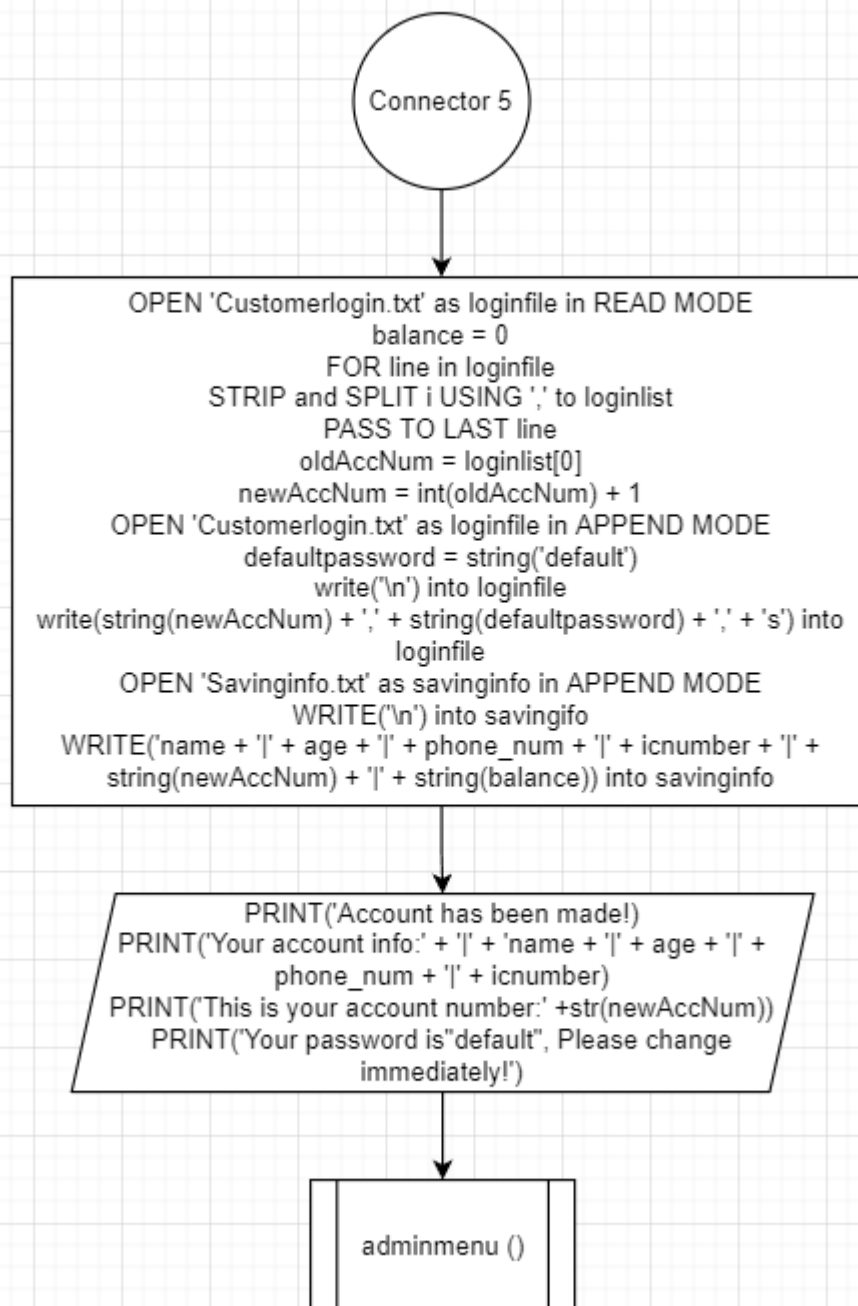 Connector 5
OPEN 'Customerlogin.txt' as loginfile in READ MODE
balance = 0
FOR line in loginfile
STRIP and SPLIT i USING ',' to loginlist
PASS TO LAST line
oldAccNum = loginlist[0]
newAccNum = int(oldAccNum) + 1
OPEN 'Customerlogin.txt' as loginfile in APPEND MODE
defaultpassword = string('default')
write('\n') into loginfile
write(string(newAccNum) + ',' + string(defaultpassword) + ',' + 's') into
loginfile
OPEN 'Savinginfo.txt' as savinginfo in APPEND MODE
WRITE('\n') into savingifo
WRITE('name + '|' + age + '|' + phone_num + '|' + icnumber + '|' +
string(newAccNum) + '|' + string(balance)) into savinginfo
PRINT('Account has been made!)
PRINT('Your account info:' + '|' + 'name + '|' + age + '|' +
phone_num + '|' + icnumber)
PRINT('This is your account number:' +str(newAccNum))
PRINT('Your password is"default", Please change
immediately!')
adminmenu ()